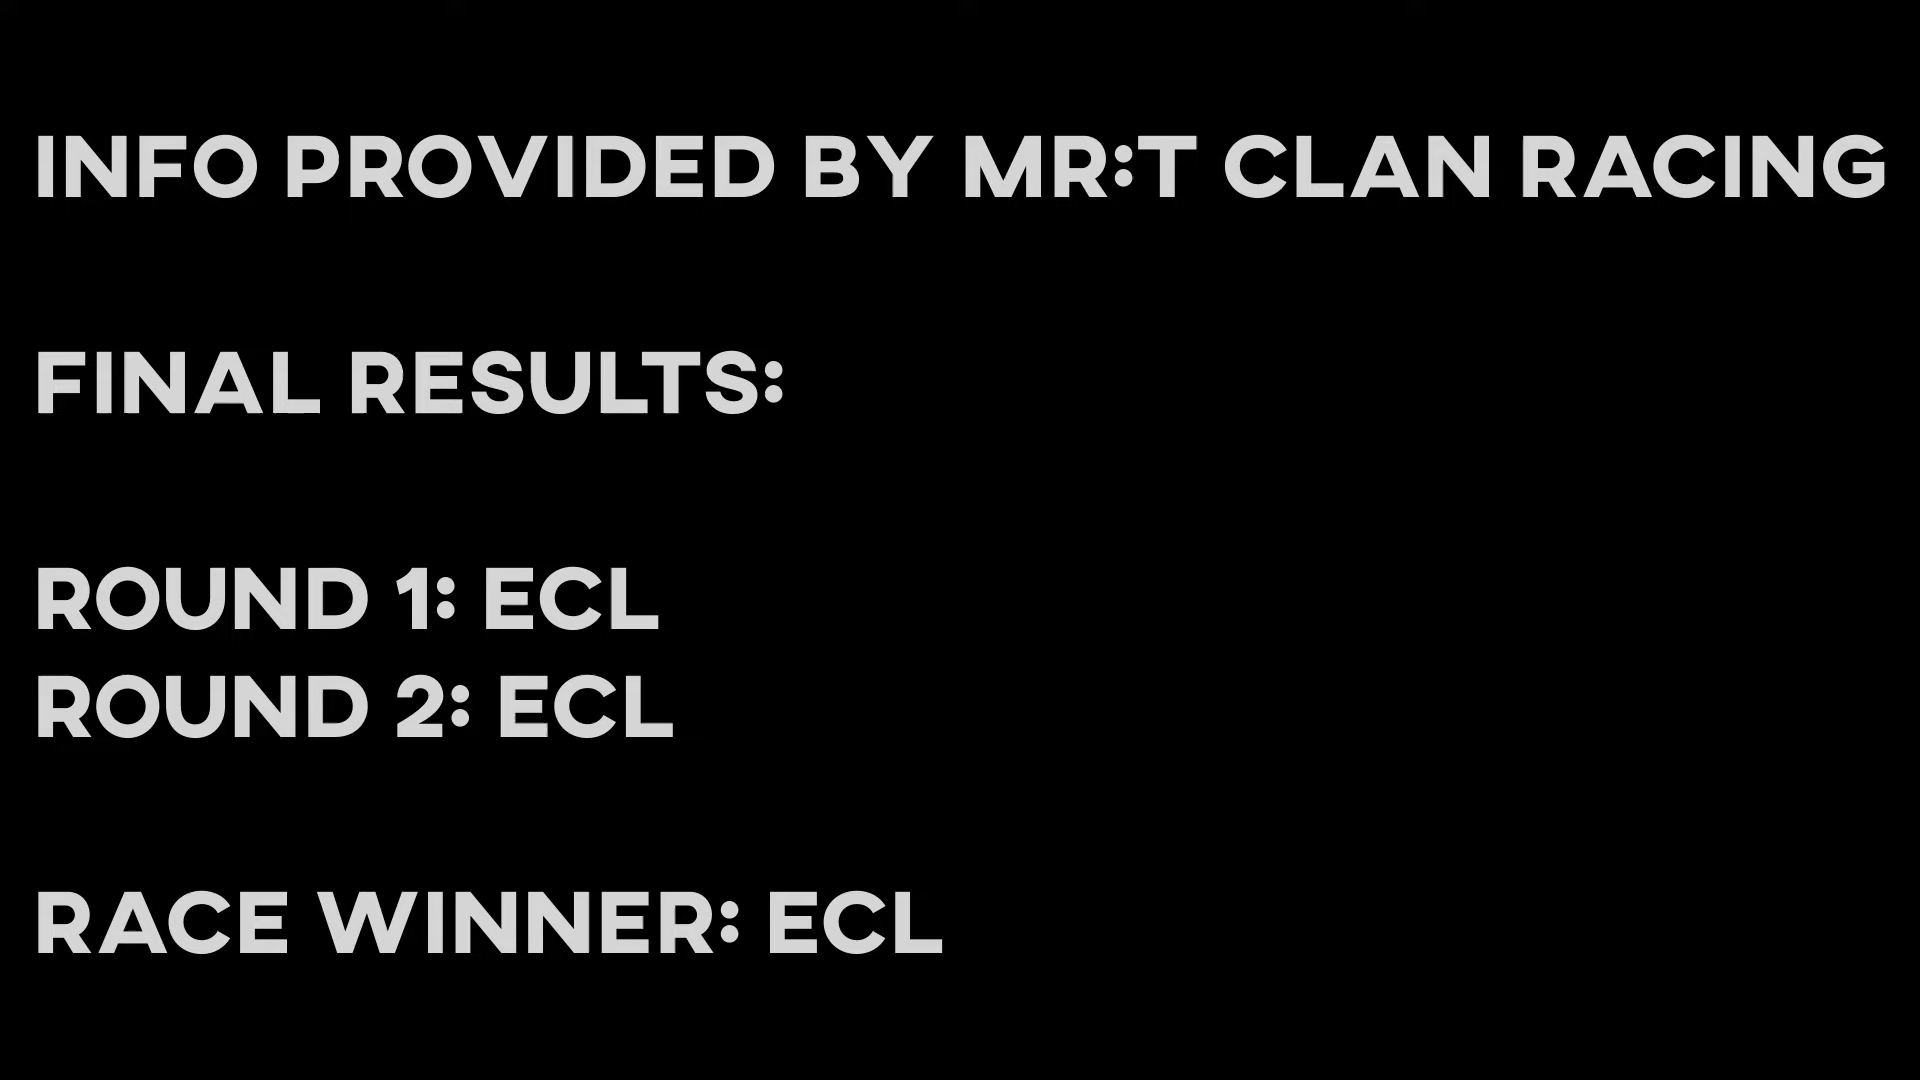 INFO PROVIDED BY MR:T CLAN RACING
FINAL RESULTS:
ROUND 1: ECL
ROUND 2: ECL
RACE WINNER: ECL